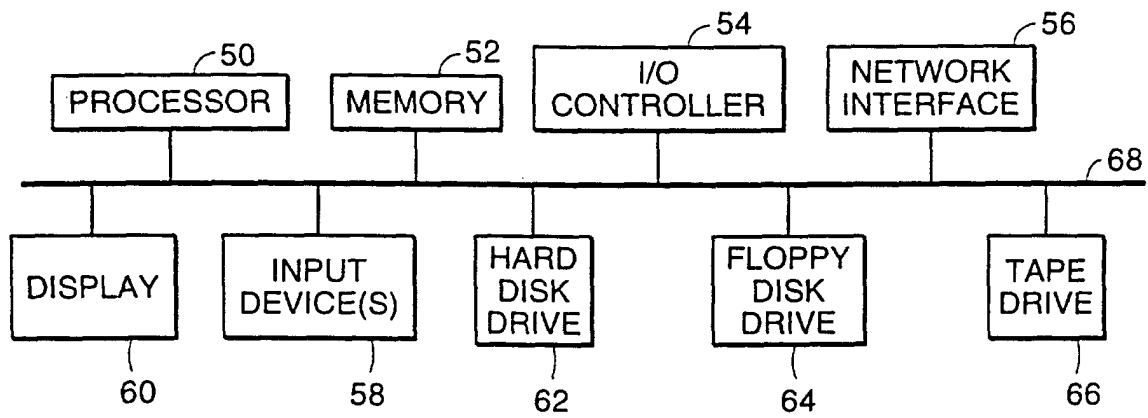 50
PROCESSOR
52
MEMORY
54
I/O
CONTROLLER
56
NETWORK
INTERFACE
68
DISPLAY
60
INPUT
DEVICE(S)
58
HARD
DISK
DRIVE
62
FLOPPY
DISK
DRIVE
64
TAPE
DRIVE
66